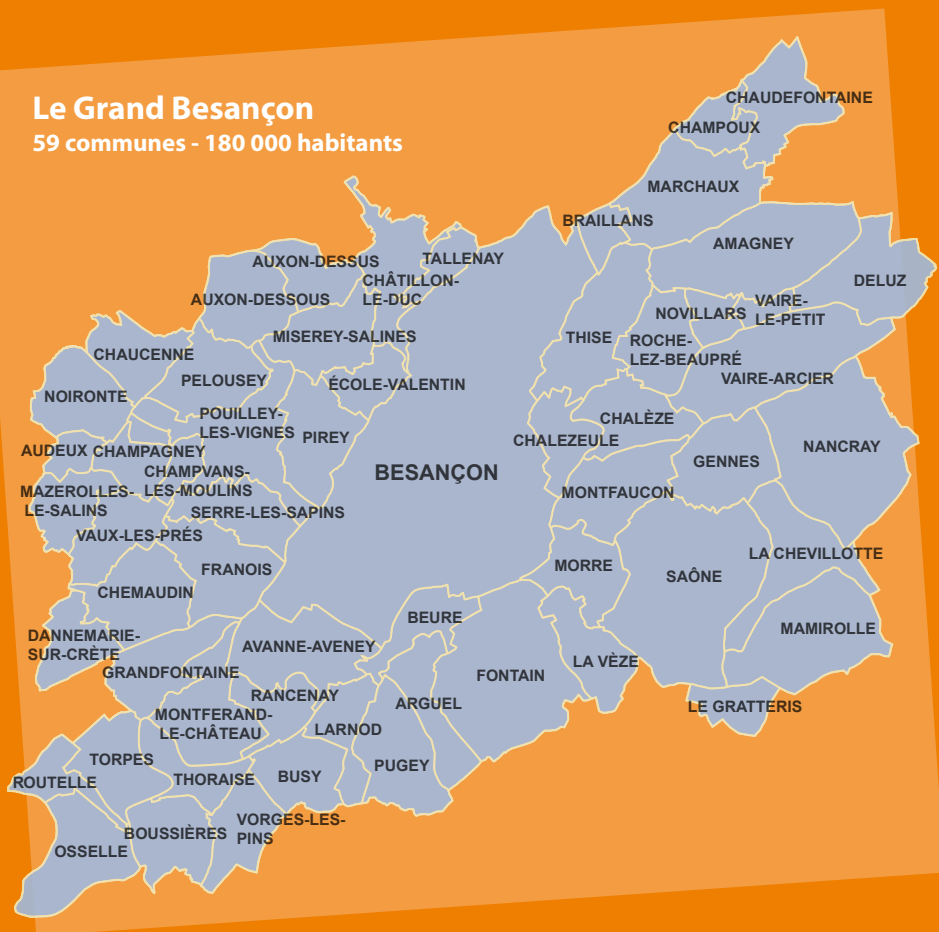 Le Grand Besançon
59 communes - 180 000 habitants
CHAUDEFONTAINE
CHAMPOUX
MARCHAUX
BRAILLANS
AMAGNEY
TALLENAY
AUXON-DESSUS
CHÂTILLON-
LE-DUC
DELUZ
AUXON-DESSOUS
VAIRE-
LE-PETIT
NOVILLARS
MISEREY-SALINES
THISE
ROCHE-
LEZ-BEAUPRÉ
CHAUCENNE
PELOUSEY
ÉCOLE-VALENTIN
VAIRE-ARCIER
NOIRONTE
POUILLEY-
LES-VIGNES
CHALÈZE
PIREY
CHALEZEULE
NANCRAY
AUDEUX
CHAMPAGNEY
GENNES
CHAMPVANS-
LES-MOULINS
BESANÇON
MAZEROLLES-
LE-SALINS
MONTFAUCON
SERRE-LES-SAPINS
VAUX-LES-PRÉS
LA CHEVILLOTTE
FRANOIS
MORRE
SAÔNE
CHEMAUDIN
BEURE
MAMIROLLE
DANNEMARIE-
SUR-CRÈTE
AVANNE-AVENEY
LA VÈZE
GRANDFONTAINE
FONTAIN
RANCENAY
ARGUEL
LE GRATTERIS
MONTFERAND-
LE-CHÂTEAU
LARNOD
TORPES
PUGEY
ROUTELLE
THORAISE
BUSY
VORGES-LES-
PINS
BOUSSIÈRES
OSSELLE